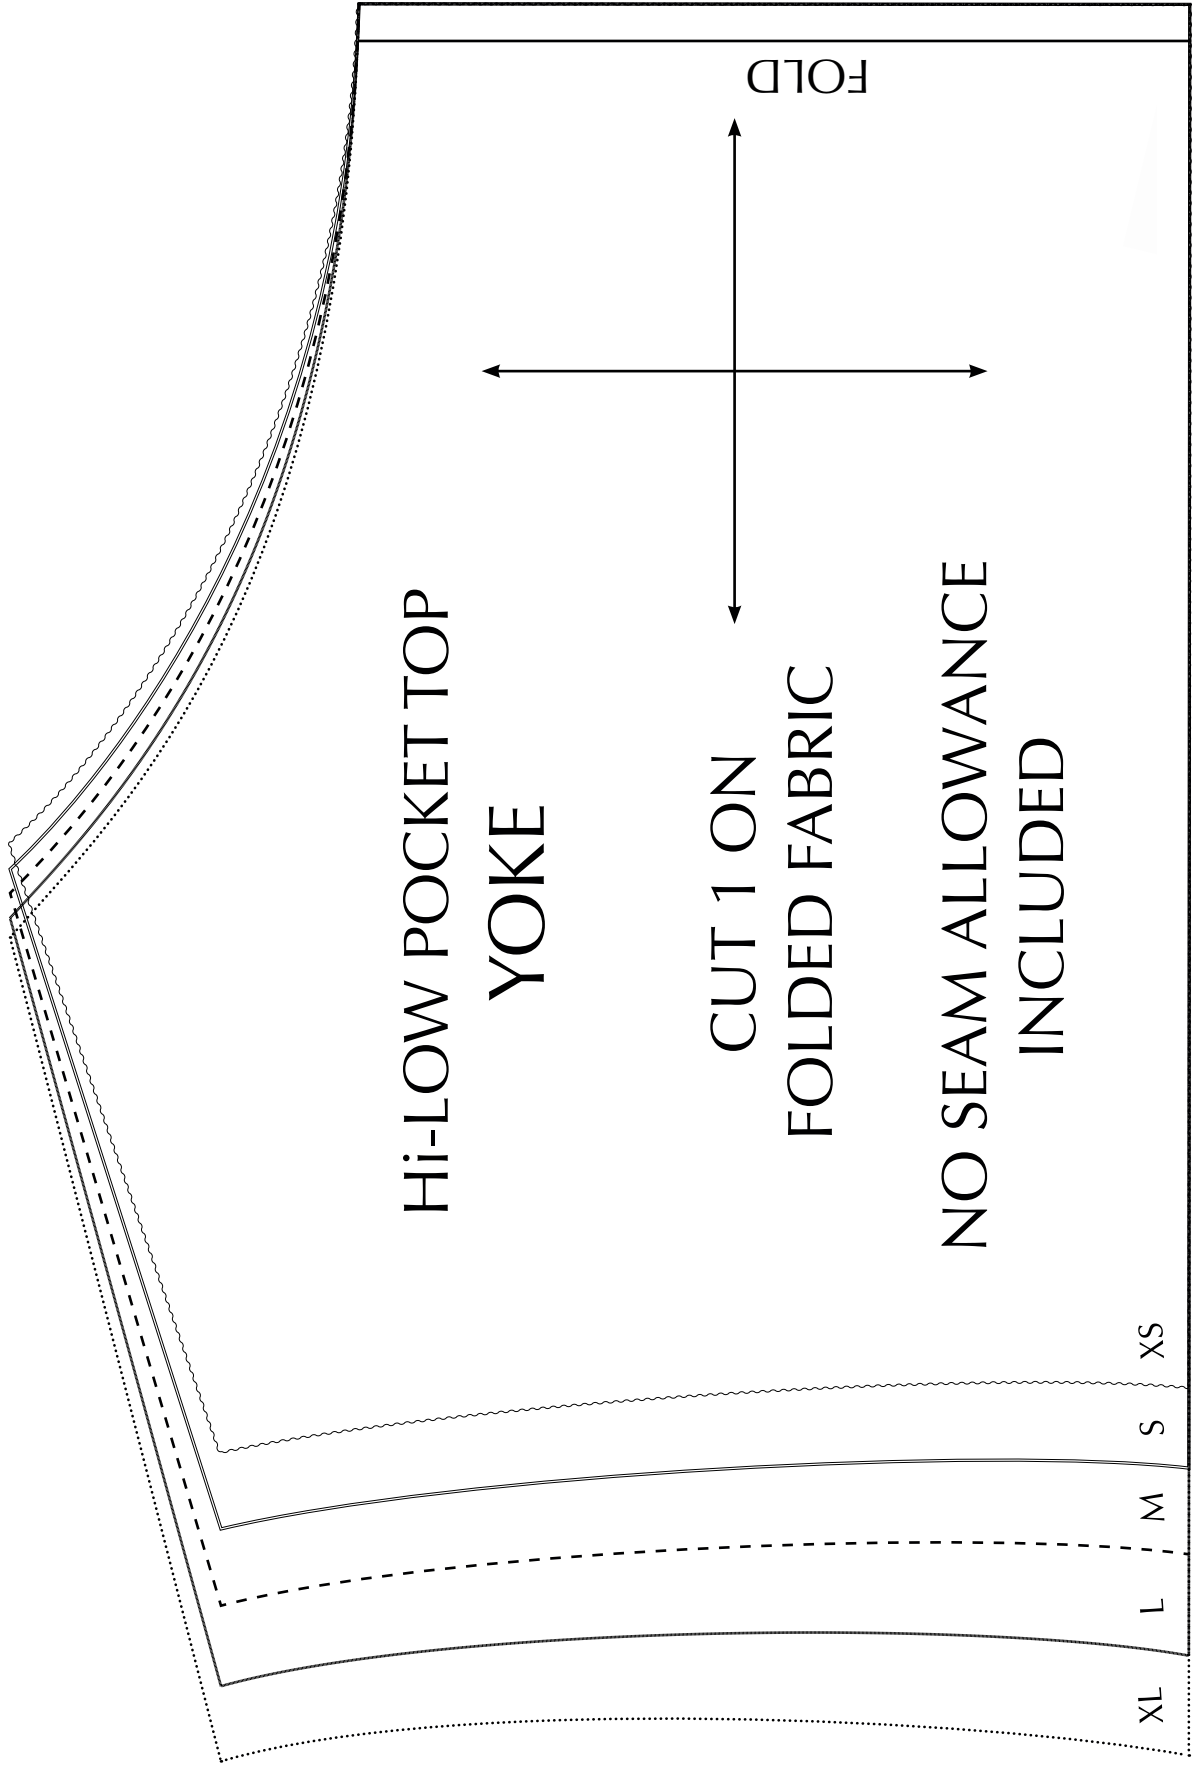 FOLD
Hi-LOW POCKET TOP
YOKE
CUT 1 ON
FOLDED FABRIC
NO SEAM ALLOWANCE
INCLUDED
XS
S
M
L
XL